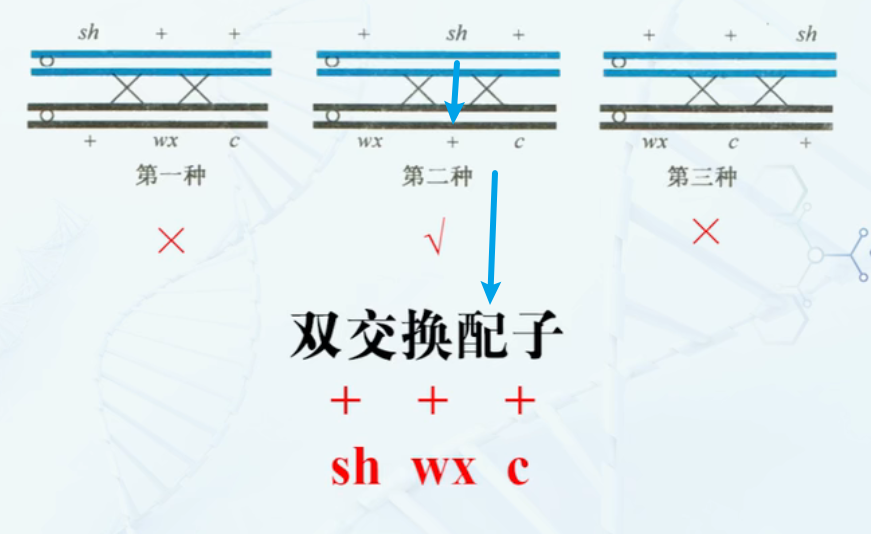 sh + + + sh + + + sh
+ wx c wx + c wx c +
第一种 第二种 第三种
× √ ×
双交换配子
+ + +
sh wx c